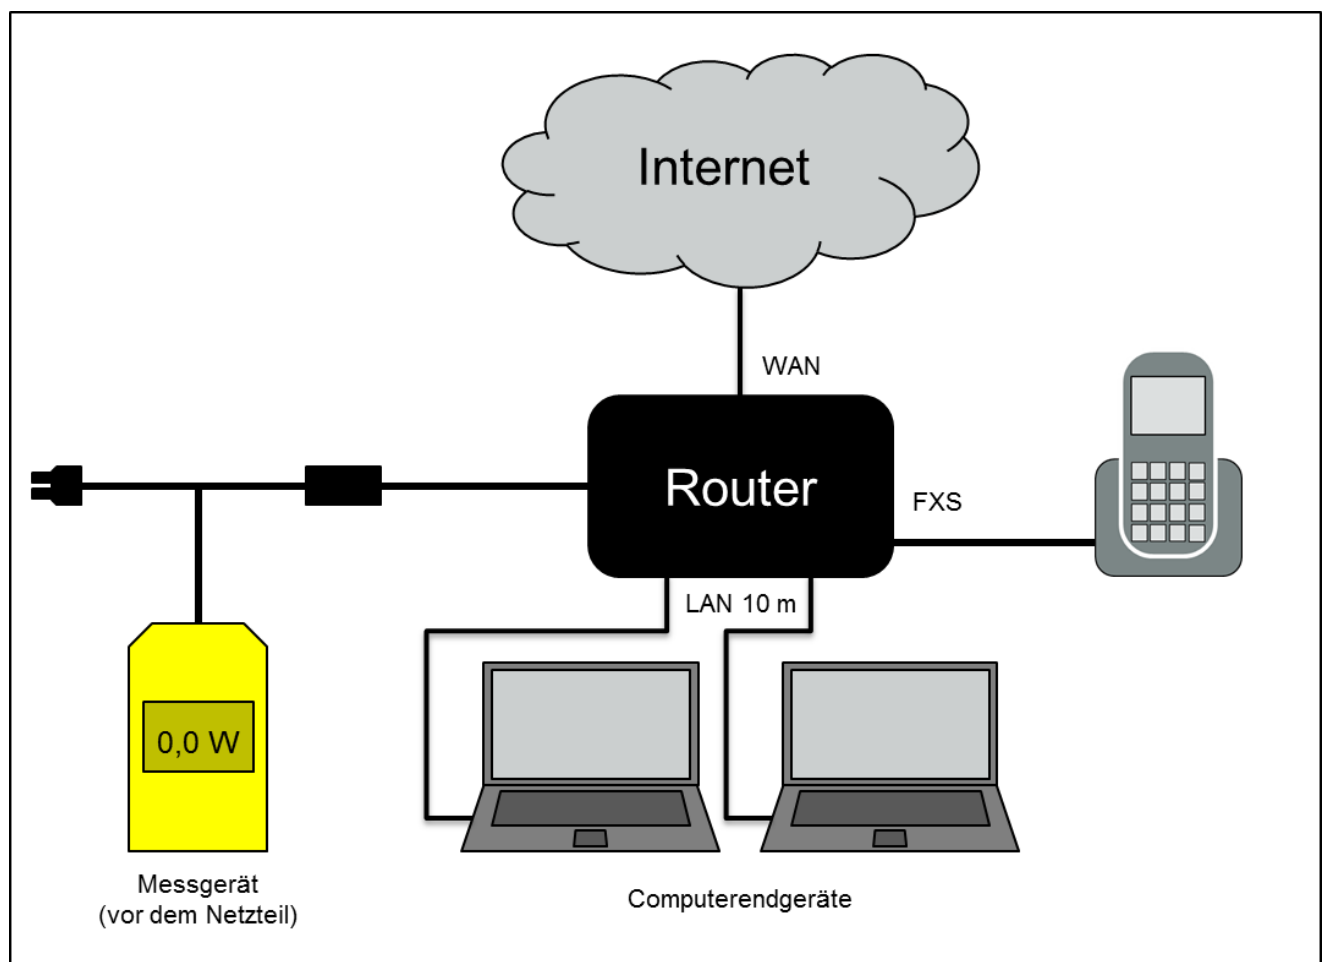 Internet
WAN
Router
FXS
LAN 10 m
0,0 W
Messgerät
(vor dem Netzteil)
Computerendgeräte